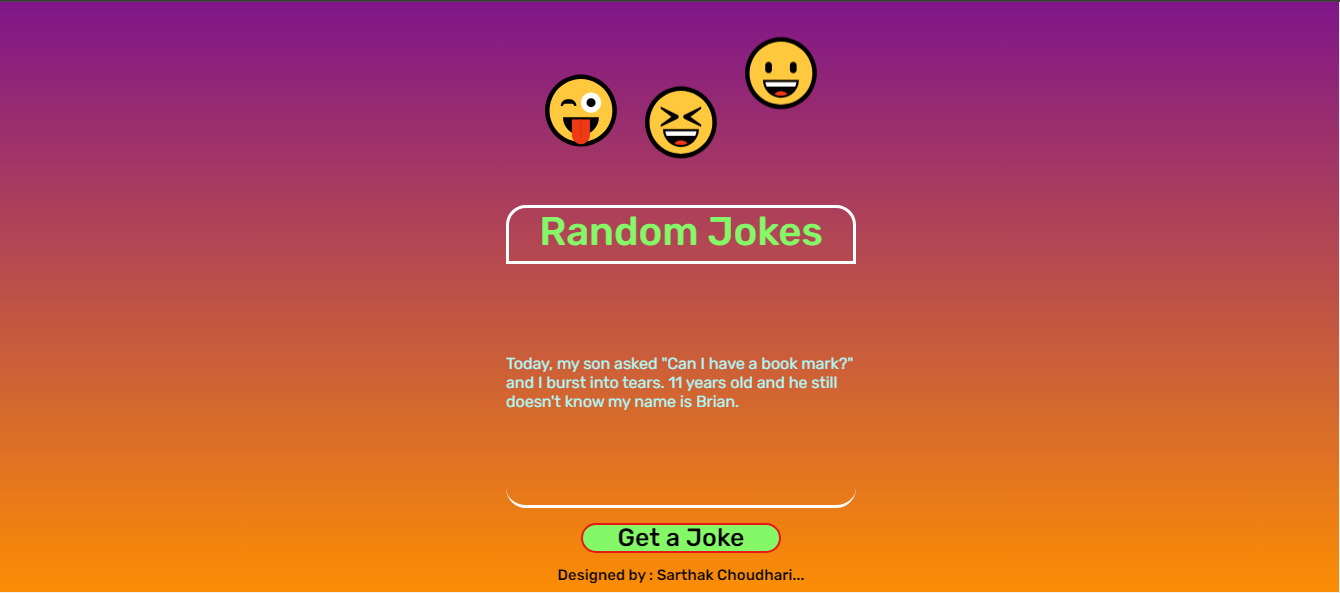 Random Jokes
Today, my son asked "Can I have a book mark?"
and I burst into tears. 11 years old and he still
doesn't know my name is Brian.
Get a Joke
Designed by : Sarthak Choudhari...